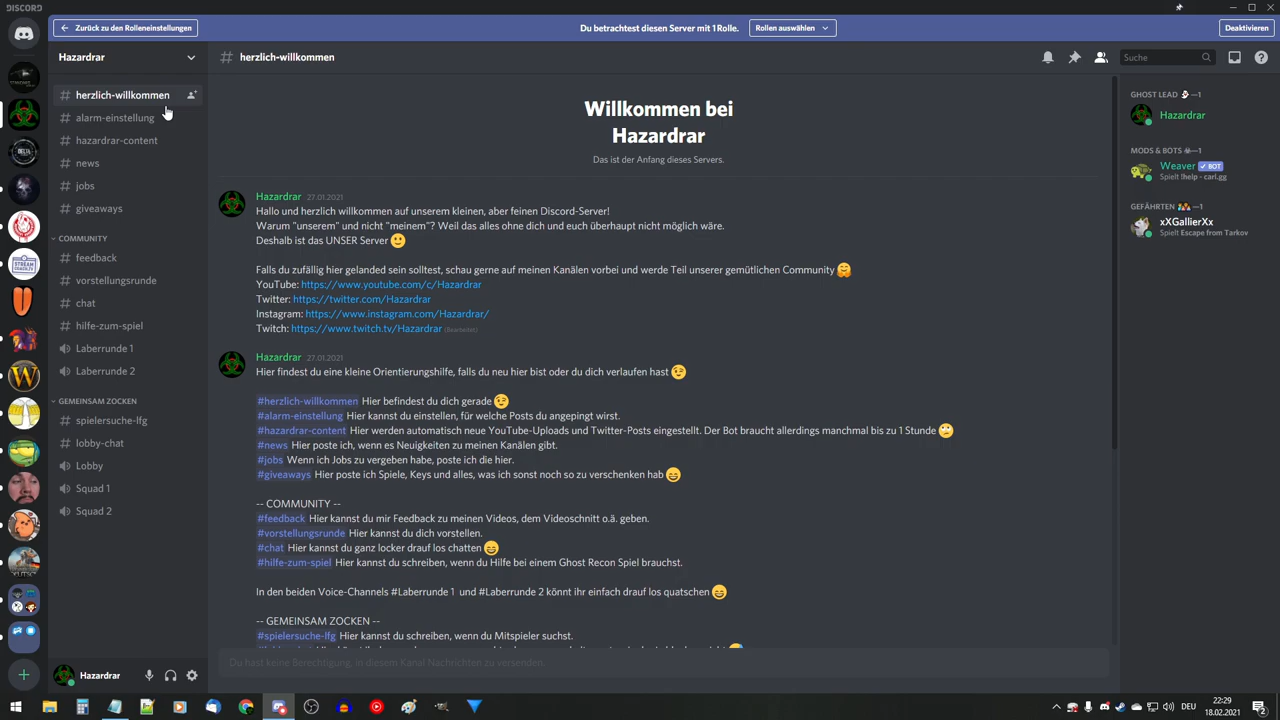 DISCORD
Zurück zu den Rolleneinstellungen
Du betrachtest diesen Server mit 1 Rolle.
Rollen auswählen
Deaktivieren
Hazardrar
herzlich-willkommen
Suche
herzlich-willkommen
alarm-einstellung
hazardrar-content
news
jobs
giveaways
COMMUNITY
feedback
vorstellungsrunde
chat
hilfe-zum-spiel
Laberrunde 1
Laberrunde 2
GEMEINSAM ZOCKEN
spielersuche-lfg
lobby-chat
Lobby
Squad 1
Squad 2
Hazardrar
Willkommen bei
Hazardrar
Das ist der Anfang dieses Servers.
Hazardrar 27.01.2021
Hallo und herzlich willkommen auf unserem kleinen, aber feinen Discord-Server!
Warum "unserem" und nicht "meinem"? Weil das alles ohne dich und euch überhaupt nicht möglich wäre.
Deshalb ist das UNSER Server
Falls du zufällig hier gelanded sein solltest, schau gerne auf meinen Kanälen vorbei und werde Teil unserer gemütlichen Community
YouTube: https://www.youtube.com/c/Hazardrar
Twitter: https://twitter.com/Hazardrar
Instagram: https://www.instagram.com/Hazardrar/
Twitch: https://www.twitch.tv/Hazardrar (Bearbeitet)
Hazardrar 27.01.2021
Hier findest du eine kleine Orientierungshilfe, falls du neu hier bist oder du dich verlaufen hast
#herzlich-willkommen Hier befindest du dich gerade
#alarm-einstellung Hier kannst du einstellen, für welche Posts du angepingt wirst.
#hazardrar-content Hier werden automatisch neue YouTube-Uploads und Twitter-Posts eingestellt. Der Bot braucht allerdings manchmal bis zu 1 Stunde
#news Hier poste ich, wenn es Neuigkeiten zu meinen Kanälen gibt.
#jobs Wenn ich Jobs zu vergeben habe, poste ich die hier.
#giveaways Hier poste ich Spiele, Keys und alles, was ich sonst noch so zu verschenken hab
-- COMMUNITY --
#feedback Hier kannst du mir Feedback zu meinen Videos, dem Videoschnitt o.ä. geben.
#vorstellungsrunde Hier kannst du dich vorstellen.
#chat Hier kannst du ganz locker drauf los chatten
#hilfe-zum-spiel Hier kannst du schreiben, wenn du Hilfe bei einem Ghost Recon Spiel brauchst.
In den beiden Voice-Channels #Laberrunde 1 und #Laberrunde 2 könnt ihr einfach drauf los quatschen
-- GEMEINSAM ZOCKEN --
#spielersuche-lfg Hier kannst du schreiben, wenn du Mitspieler suchst.
Du hast keine Berechtigung, in diesem Kanal Nachrichten zu versenden.
GHOST LEAD —1
Hazardrar
MODS & BOTS —1
Weaver BOT
Spielt !help - carl.gg
GEFÄHRTEN —1
xXGallierXx
Spielt Escape from Tarkov
DEU
22:29
18.02.2021